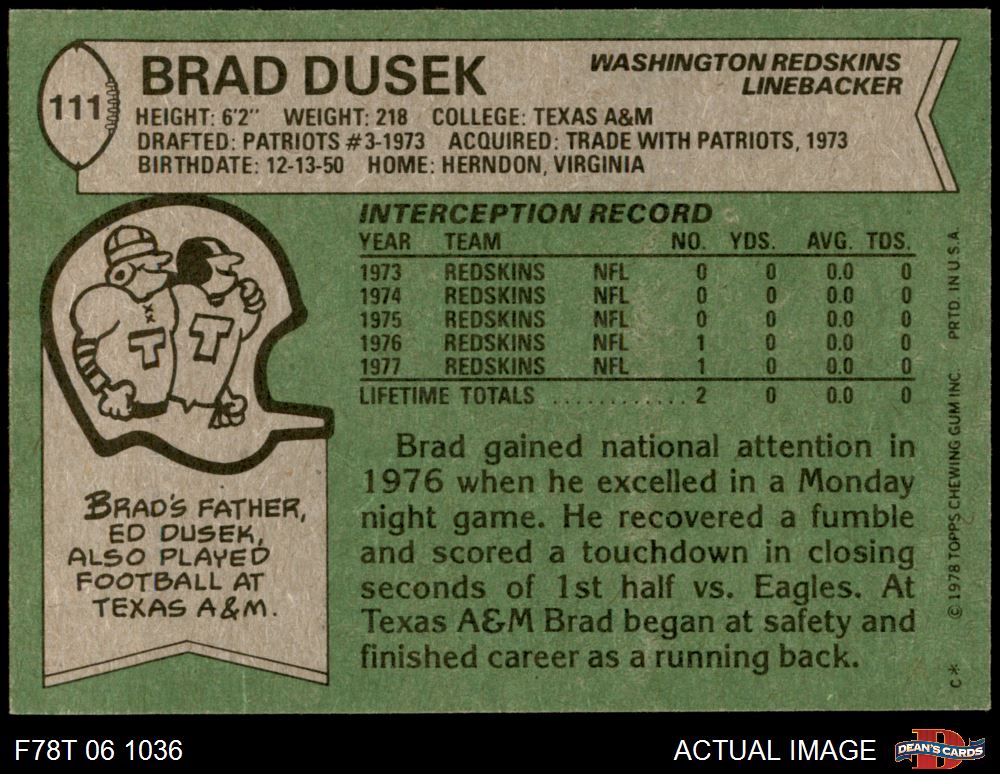 111
BRAD DUSEK
WASHINGTON REDSKINS
LINEBACKER
HEIGHT: 6'2" WEIGHT: 218 COLLEGE: TEXAS A&M
DRAFTED: PATRIOTS #3-1973 ACQUIRED: TRADE WITH PATRIOTS, 1973
BIRTHDATE: 12-13-50 HOME: HERNDON, VIRGINIA
INTERCEPTION RECORD
YEAR TEAM NO. YDS. AVG. TDS.
1973 REDSKINS NFL 0 0 0.0 0
1974 REDSKINS NFL 0 0 0.0 0
1975 REDSKINS NFL 0 0 0.0 0
1976 REDSKINS NFL 1 0 0.0 0
1977 REDSKINS NFL 1 0 0.0 0
LIFETIME TOTALS ............ 2 0 0.0 0
T T
BRAD'S FATHER,
ED DUSEK,
ALSO PLAYED
FOOTBALL AT
TEXAS A&M.
Brad gained national attention in
1976 when he excelled in a Monday
night game. He recovered a fumble
and scored a touchdown in closing
seconds of 1st half vs. Eagles. At
Texas A&M Brad began at safety and
finished career as a running back.
C* © 1978 TOPPS CHEWING GUM INC. PRTD. IN U.S.A.
F78T 06 1036
ACTUAL IMAGE
D
DEAN'S CARDS